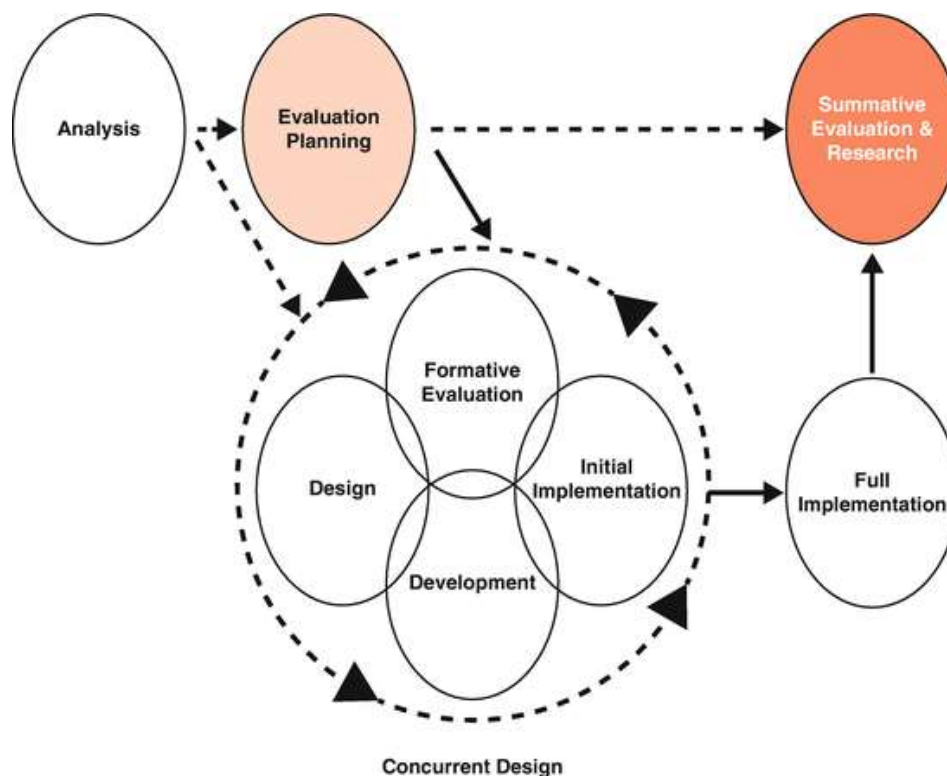 Analysis
Evaluation
Planning
Summative
Evaluation &
Research
Formative
Evaluation
Design
Initial
Implementation
Development
Full
Implementation
Concurrent Design